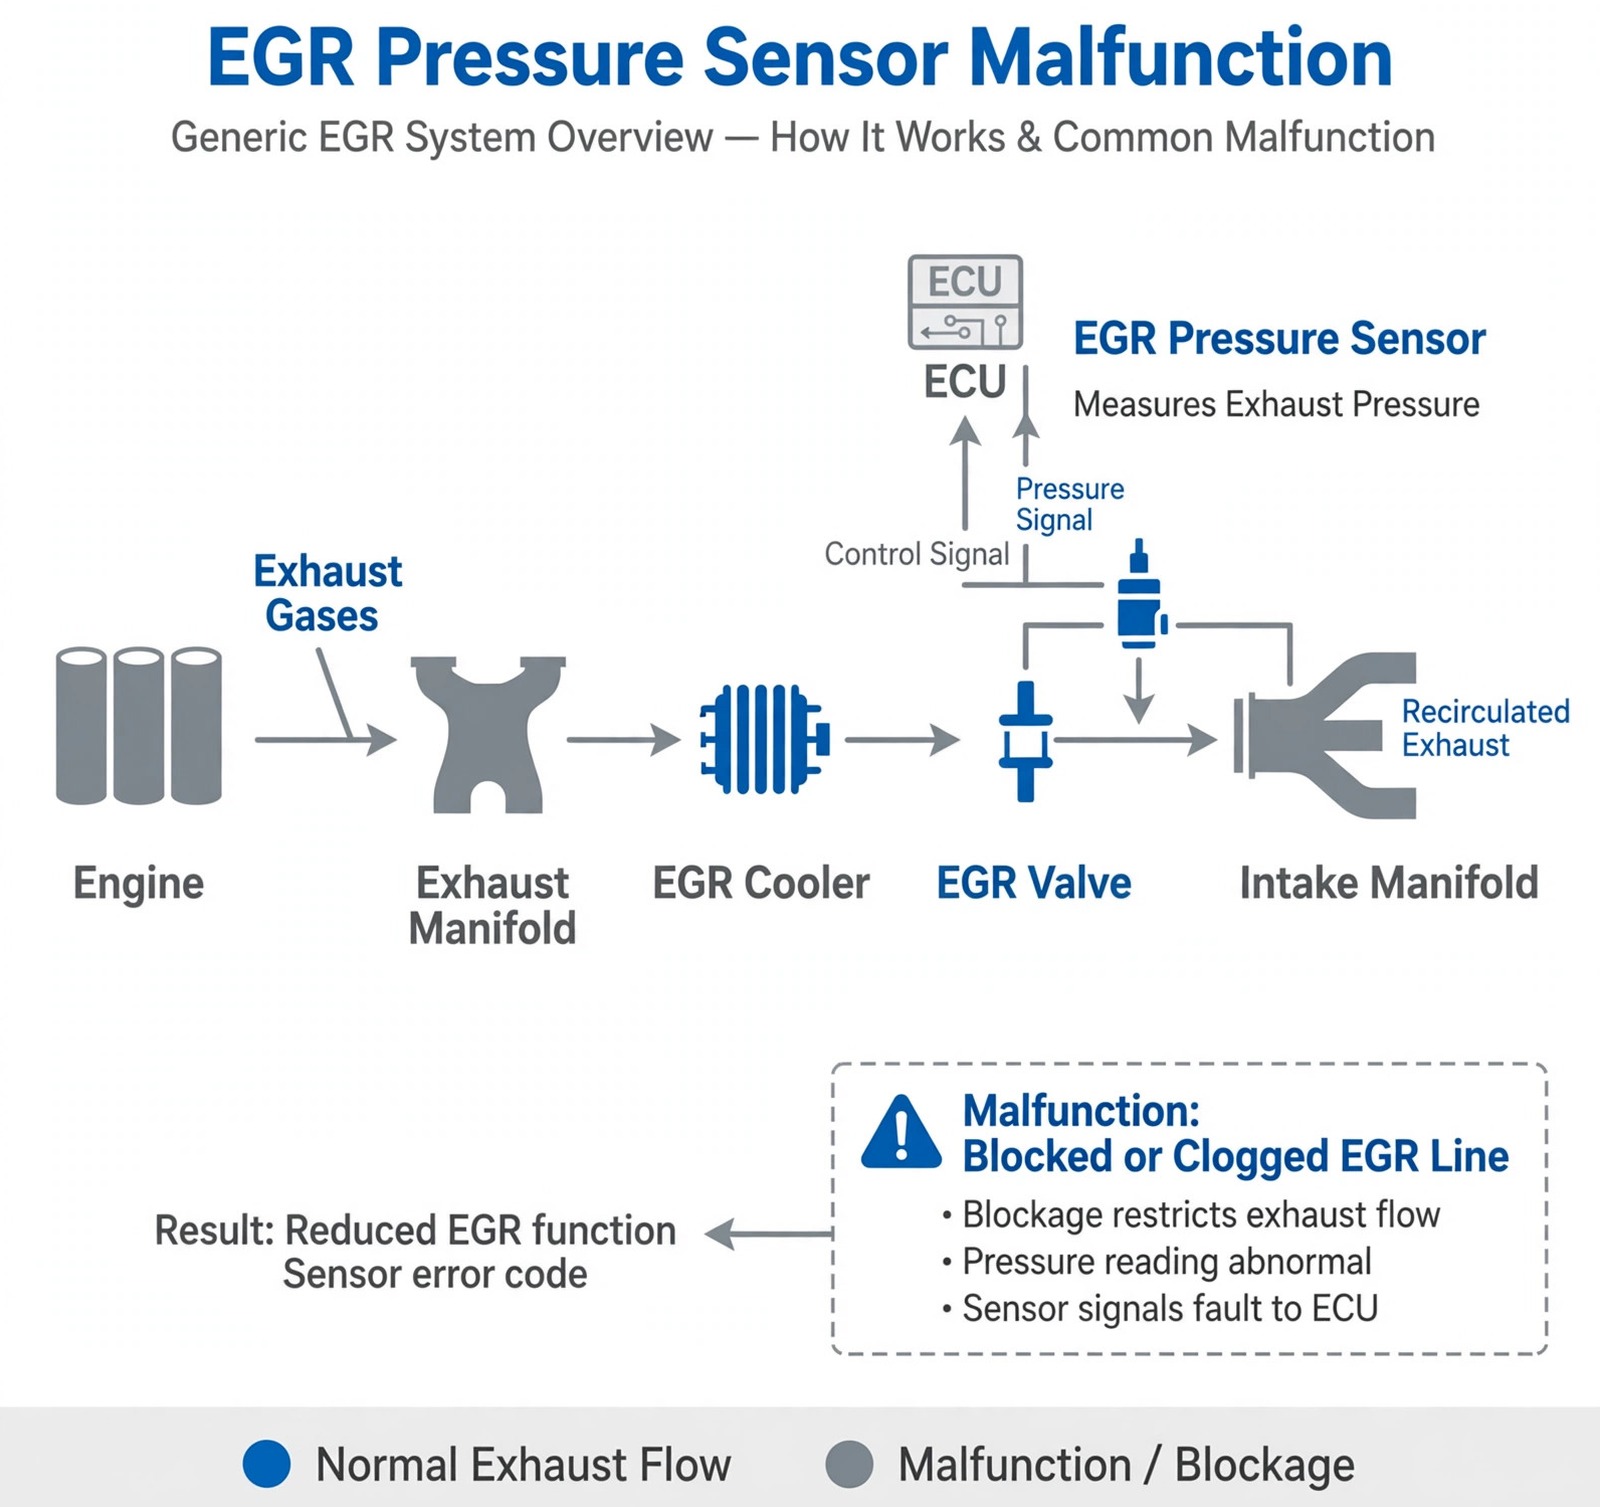 EGR Pressure Sensor Malfunction
Generic EGR System Overview — How It Works & Common Malfunction
ECU
ECU
EGR Pressure Sensor
Measures Exhaust Pressure
Pressure
Signal
Control Signal
Exhaust
Gases
Recirculated
Exhaust
Engine
Exhaust
Manifold
EGR Cooler
EGR Valve
Intake Manifold
Malfunction:
Blocked or Clogged EGR Line
• Blockage restricts exhaust flow
• Pressure reading abnormal
• Sensor signals fault to ECU
Result: Reduced EGR function
Sensor error code
Normal Exhaust Flow
Malfunction / Blockage